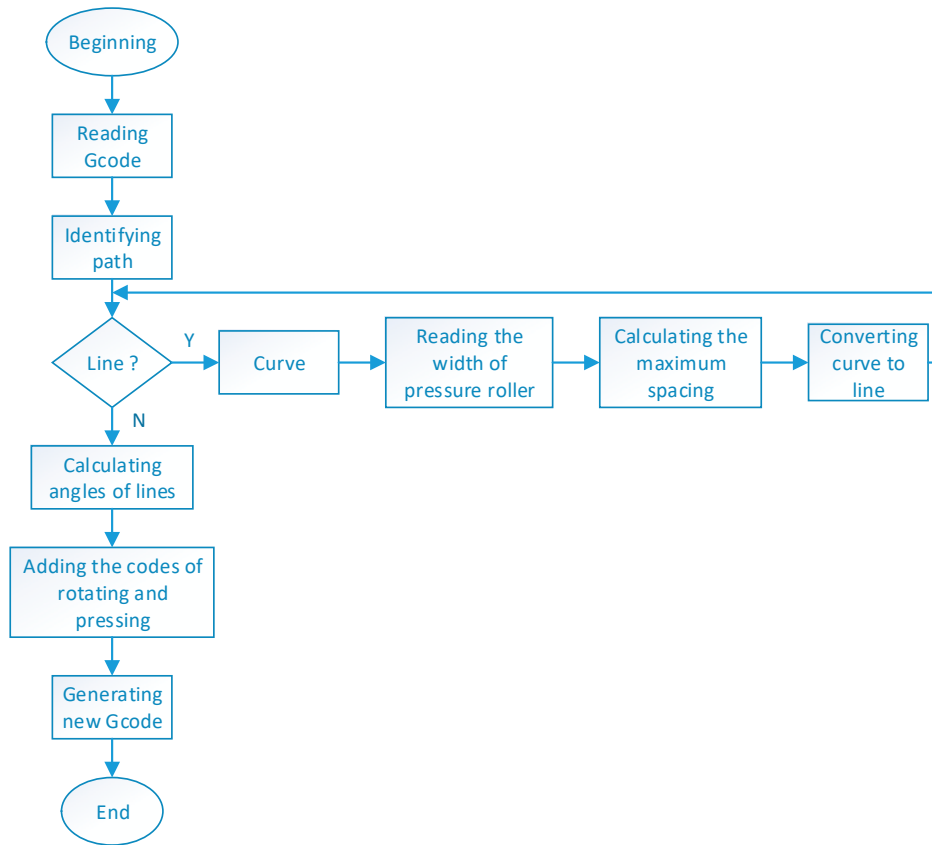 Beginning
Reading
Gcode
Identifying
path
Line ?
Y
Curve
Reading the
width of
pressure roller
Calculating the
maximum
spacing
Converting
curve to
line
N
Calculating
angles of lines
Adding the codes of
rotating and
pressing
Generating
new Gcode
End